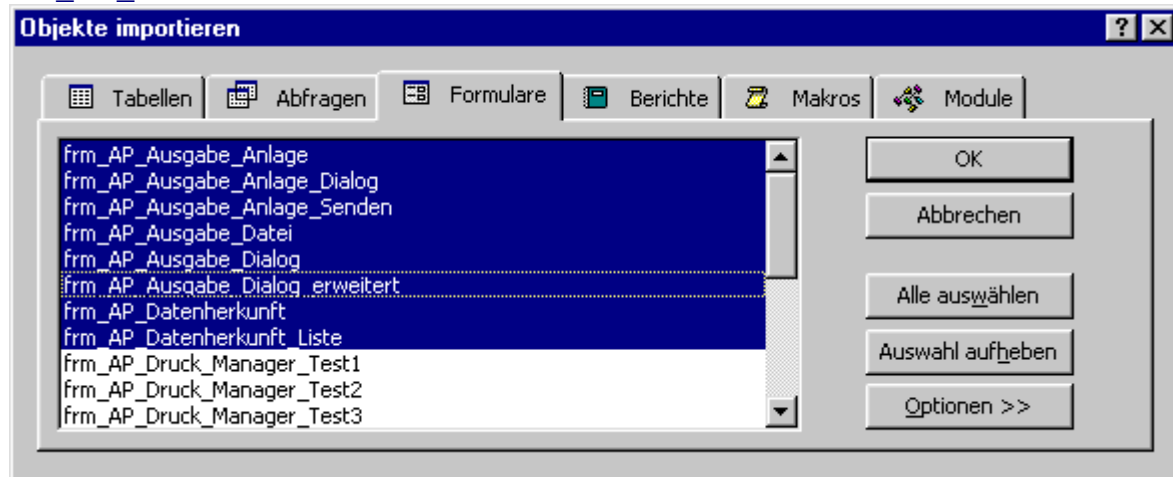 Objekte importieren
Tabellen Abfragen Formulare Berichte Makros Module
frm_AP_Ausgabe_Anlage
frm_AP_Ausgabe_Anlage_Dialog
frm_AP_Ausgabe_Anlage_Senden
frm_AP_Ausgabe_Datei
frm_AP_Ausgabe_Dialog
frm_AP_Ausgabe_Dialog_erweitert
frm_AP_Datenherkunft
frm_AP_Datenherkunft_Liste
frm_AP_Druck_Manager_Test1
frm_AP_Druck_Manager_Test2
frm_AP_Druck_Manager_Test3
OK
Abbrechen
Alle auswählen
Auswahl aufheben
Optionen >>